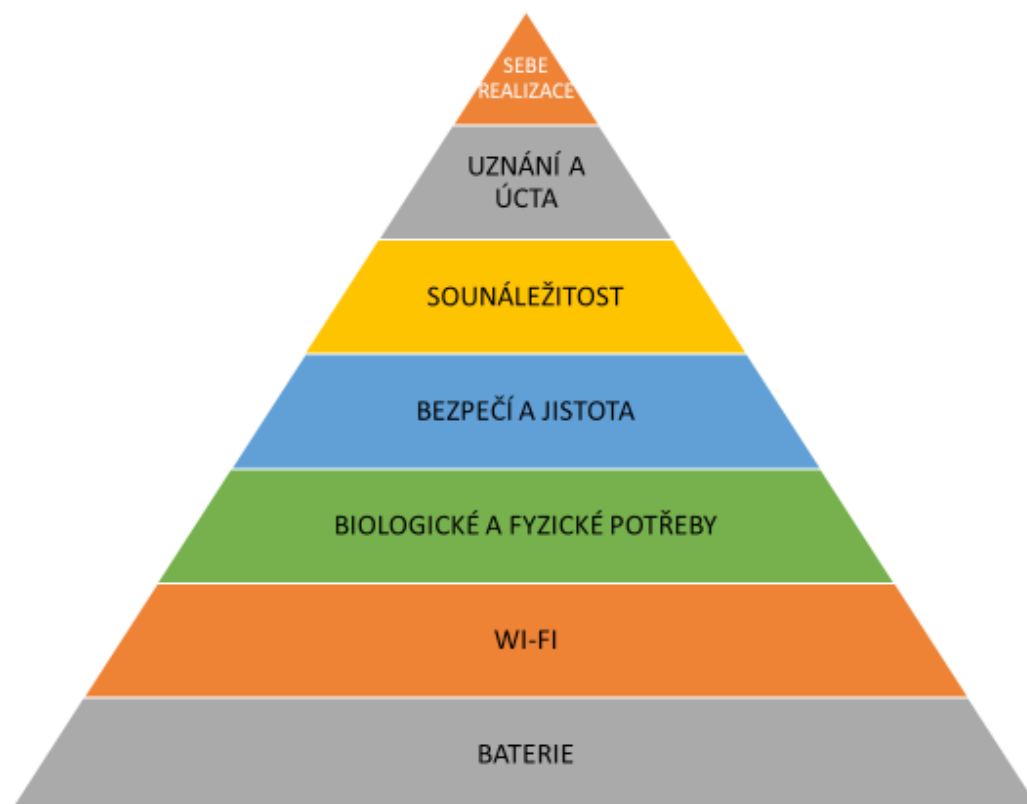 SEBE
REALIZACE
UZNÁNÍ A
ÚCTA
SOUNÁLEŽITOST
BEZPEČÍ A JISTOTA
BIOLOGICKÉ A FYZICKÉ POTŘEBY
WI-FI
BATERIE